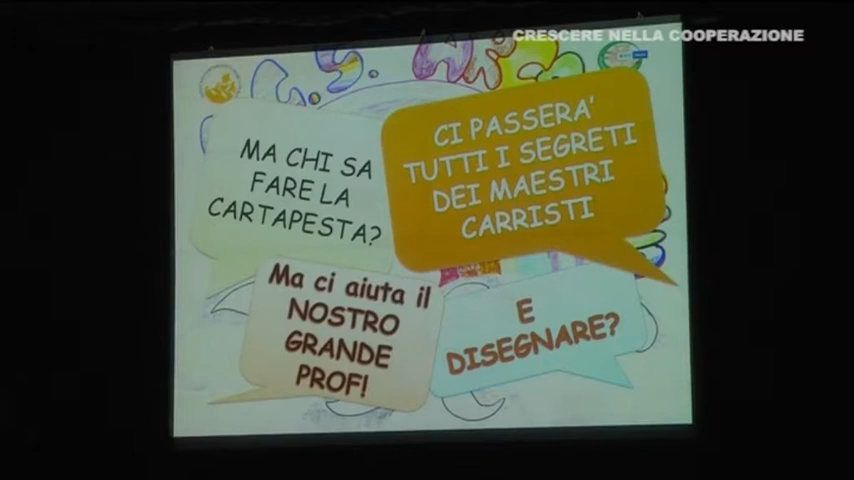 CRESCERE NELLA COOPERAZIONE
MA CHI SA
FARE LA
CARTAPESTA?
CI PASSERA'
TUTTI I SEGRETI
DEI MAESTRI
CARRISTI
Ma ci aiuta il
NOSTRO
GRANDE
PROF!
E
DISEGNARE?